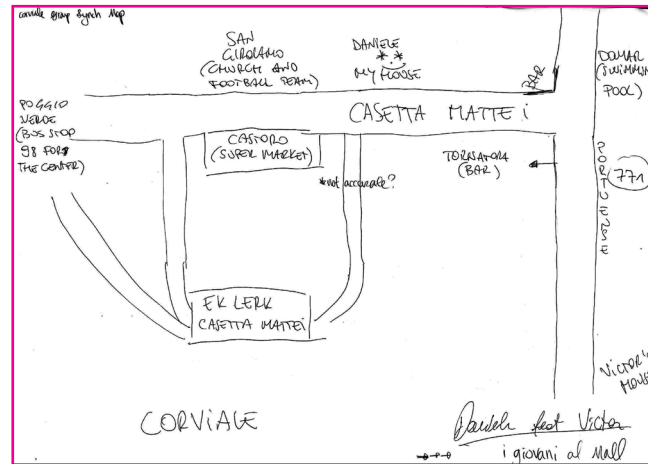 corviale group synch Map
SAN
GIROLAMO
(CHURCH AND
FOOTBALL TEAM)
DANIELE
MY HOUSE
BAR
DOMAR
(SWIMMING
POOL)
POGGIO
VERDE
(BUS STOP
98 FOR
THE CENTER)
CASETTA MATTEi
CASTORO
(SUPER MARKET)
*not accurate?
TORNATORA
(BAR)
PORTUENSE
771
EK LERK
CASETTA MATTEi
VICTOR'S
HOUSE
CORViALE
Daniele feat Victor
i giovani al Mall